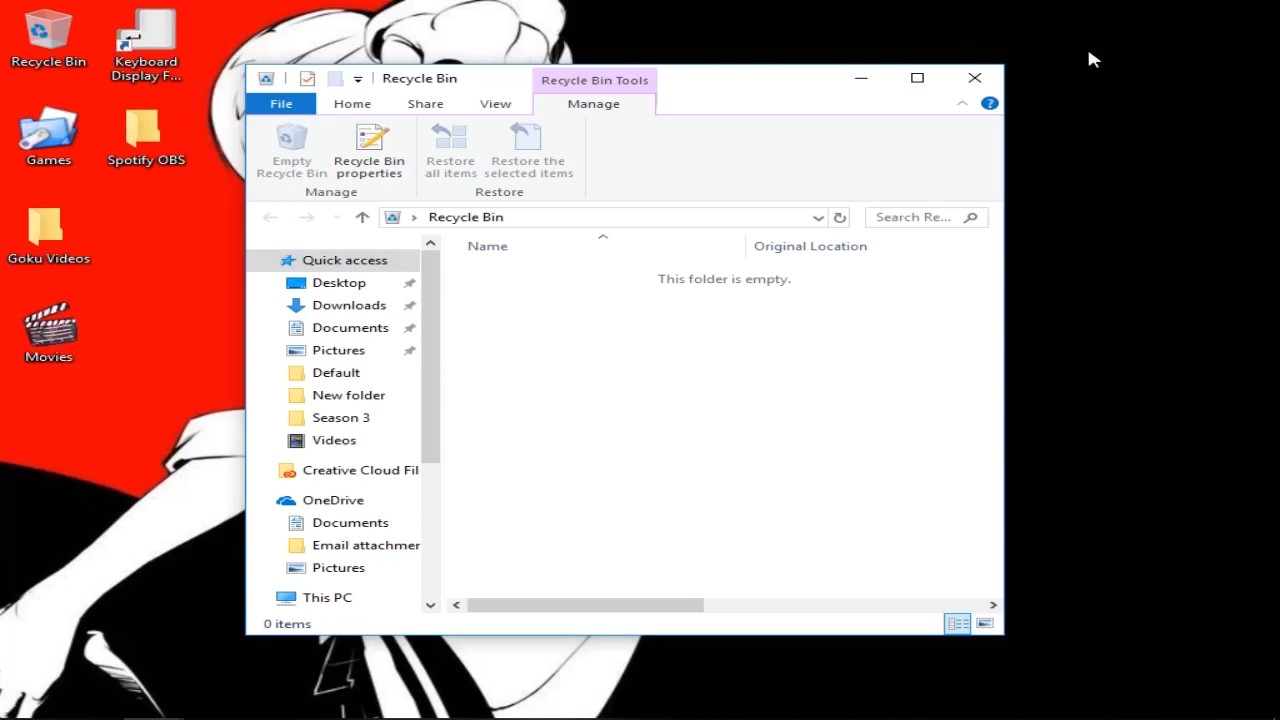 Recycle Bin
Keyboard
Display F...
Games
Spotify OBS
Goku Videos
Movies
Recycle Bin
Recycle Bin Tools
File
Home
Share
View
Manage
Empty
Recycle Bin
Recycle Bin
properties
Manage
Restore
all items
Restore the
selected items
Restore
Recycle Bin
Search Re...
Name
Original Location
This folder is empty.
Quick access
Desktop
Downloads
Documents
Pictures
Default
New folder
Season 3
Videos
Creative Cloud Fil
OneDrive
Documents
Email attachmer
Pictures
This PC
0 items